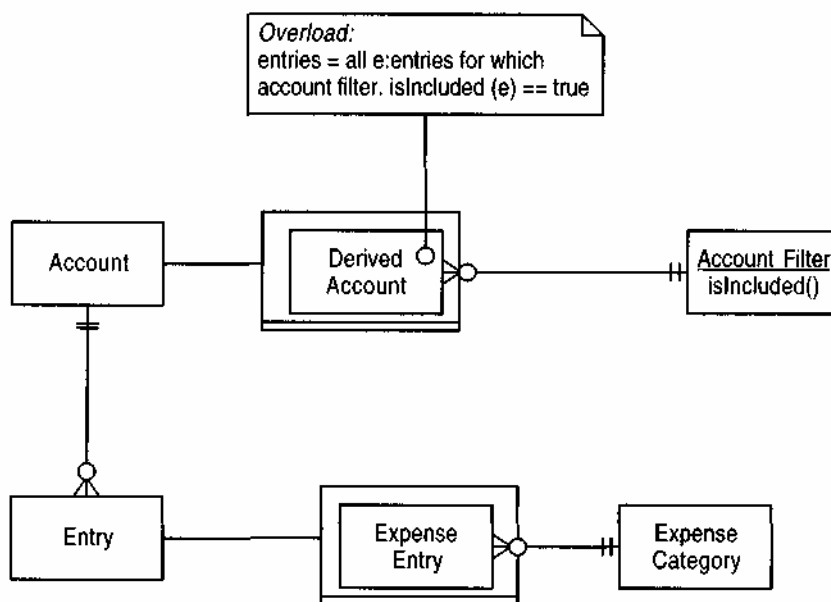 Overload:
entries = all e:entries for which
account filter. isIncluded (e) == true
Account
Derived
Account
Account Filter
isIncluded()
Entry
Expense
Entry
Expense
Category